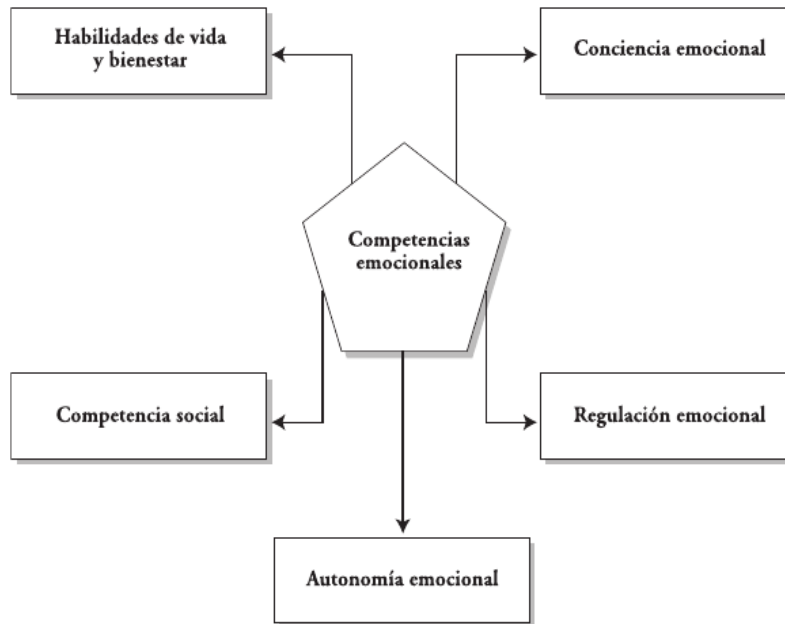 Habilidades de vida
y bienestar
Conciencia emocional
Competencias
emocionales
Competencia social
Regulación emocional
Autonomía emocional